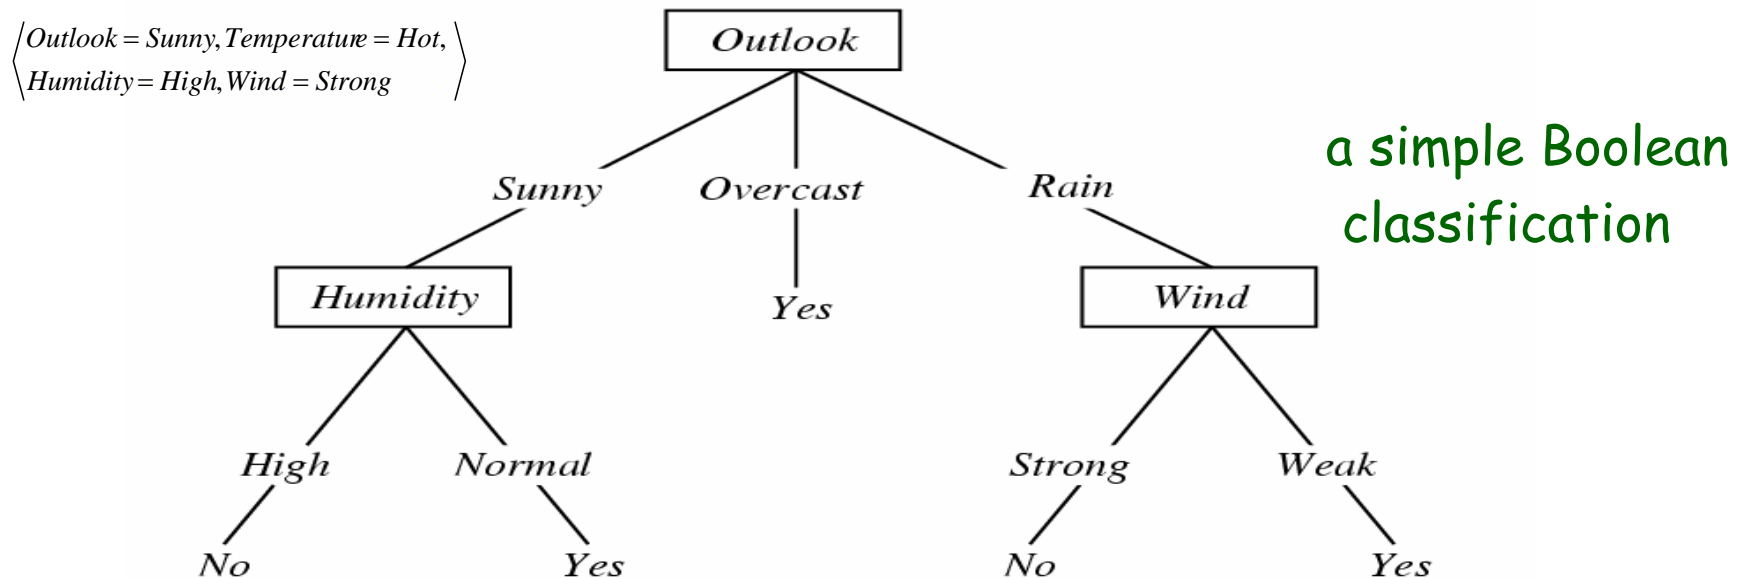 Outlook = Sunny, Temperature = Hot,
Humidity = High, Wind = Strong
Outlook
a simple Boolean
classification
Sunny Overcast Rain
Humidity Yes Wind
High Normal Strong Weak
No Yes No Yes